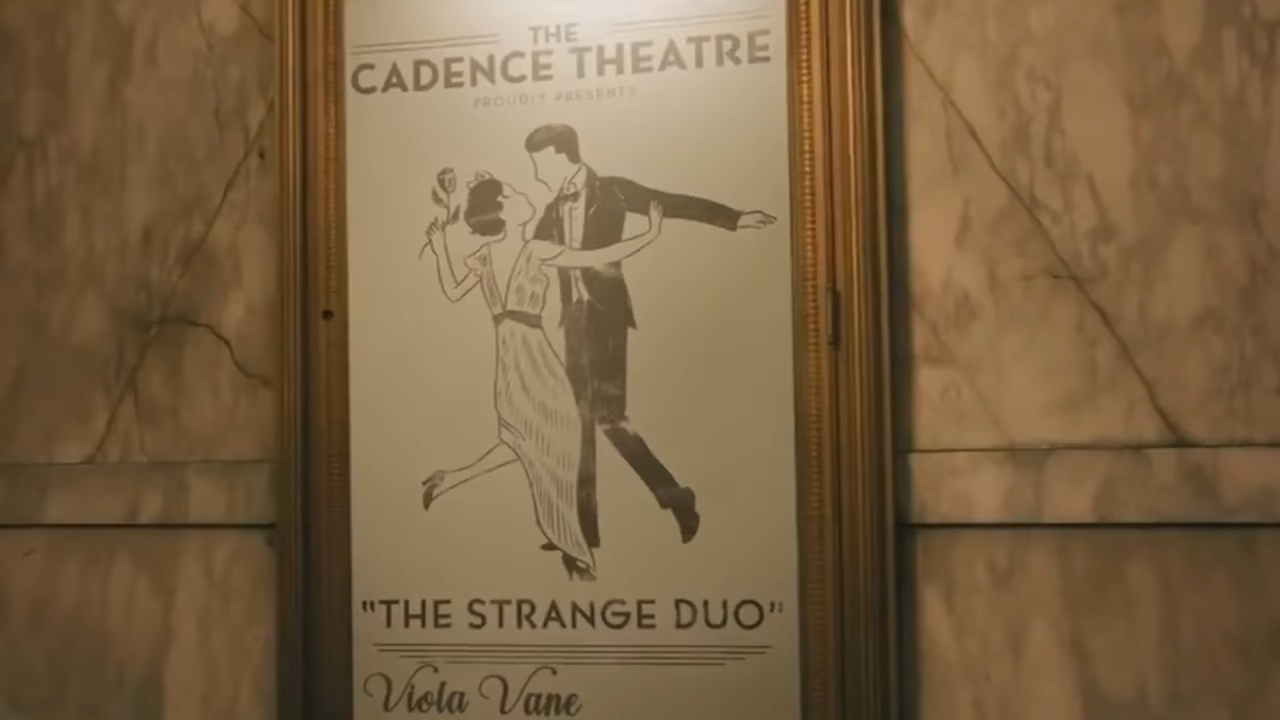 THE
CADENCE THEATRE
PROUDLY PRESENTS
"THE STRANGE DUO"
Viola Vane